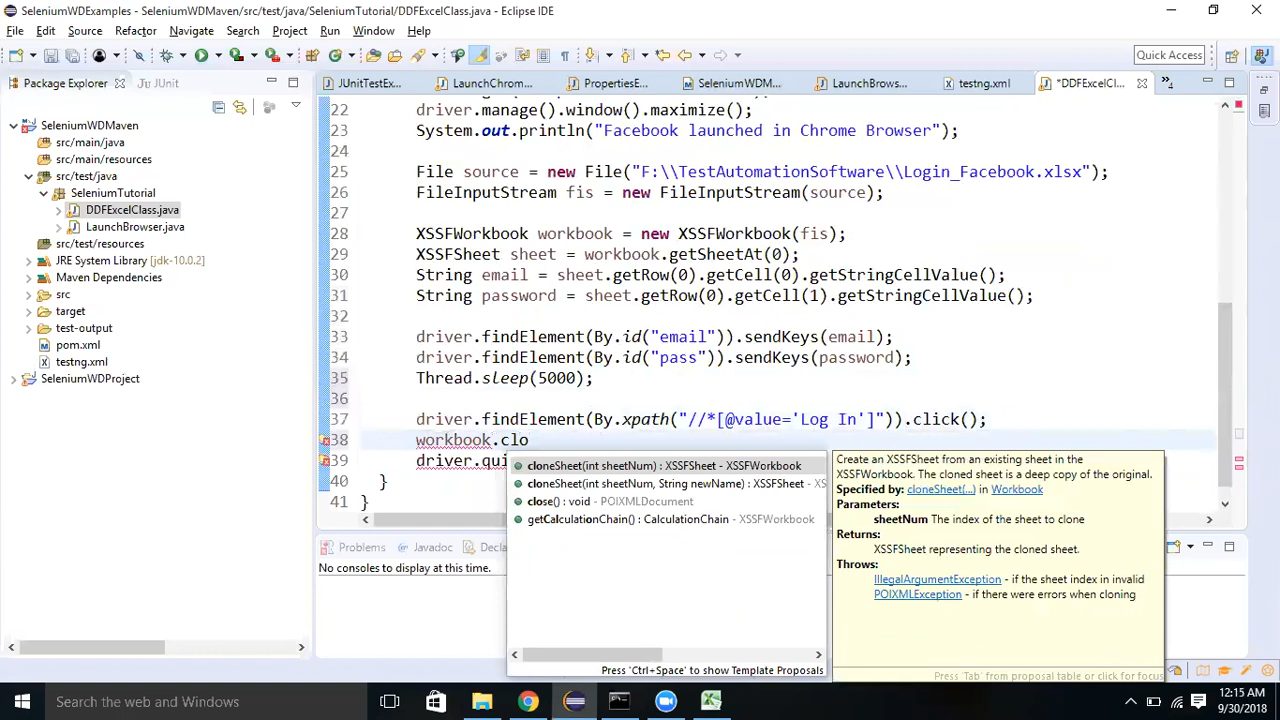 SeleniumWDExamples - SeleniumWDMaven/src/test/java/SeleniumTutorial/DDFExcelClass.java - Eclipse IDE
File Edit Source Refactor Navigate Search Project Run Window Help
Quick Access
Package Explorer JUnit
JUnitTestEx... LaunchChrom... PropertiesE... SeleniumWDM... LaunchBrows... testng.xml *DDFExcelCl... 4
SeleniumWDMaven
src/main/java
src/main/resources
src/test/java
SeleniumTutorial
DDFExcelClass.java
LaunchBrowser.java
src/test/resources
JRE System Library [jdk-10.0.2]
Maven Dependencies
src
target
test-output
pom.xml
testng.xml
SeleniumWDProject
22 driver.manage().window().maximize();
23 System.out.println("Facebook launched in Chrome Browser");
24
25 File source = new File("F:\\TestAutomationSoftware\\Login_Facebook.xlsx");
26 FileInputStream fis = new FileInputStream(source);
27
28 XSSFWorkbook workbook = new XSSFWorkbook(fis);
29 XSSFSheet sheet = workbook.getSheetAt(0);
30 String email = sheet.getRow(0).getCell(0).getStringCellValue();
31 String password = sheet.getRow(0).getCell(1).getStringCellValue();
32
33 driver.findElement(By.id("email")).sendKeys(email);
34 driver.findElement(By.id("pass")).sendKeys(password);
35 Thread.sleep(5000);
36
37 driver.findElement(By.xpath("//*[@value='Log In']")).click();
38 workbook.clo
39 driver.qui
40 }
41 }
cloneSheet(int sheetNum) : XSSFSheet - XSSFWorkbook
cloneSheet(int sheetNum, String newName) : XSSFSheet - XS
close() : void - POIXMLDocument
getCalculationChain() : CalculationChain - XSSFWorkbook
Press 'Ctrl+Space' to show Template Proposals
Create an XSSFSheet from an existing sheet in the
XSSFWorkbook. The cloned sheet is a deep copy of the original.
Specified by: cloneSheet(...) in Workbook
Parameters:
sheetNum The index of the sheet to clone
Returns:
XSSFSheet representing the cloned sheet.
Throws:
IllegalArgumentException - if the sheet index in invalid
POIXMLException - if there were errors when cloning
Press 'Tab' from proposal table or click for focus
Problems Javadoc Decla
No consoles to display at this time.
Search the web and Windows
12:15 AM
9/30/2018